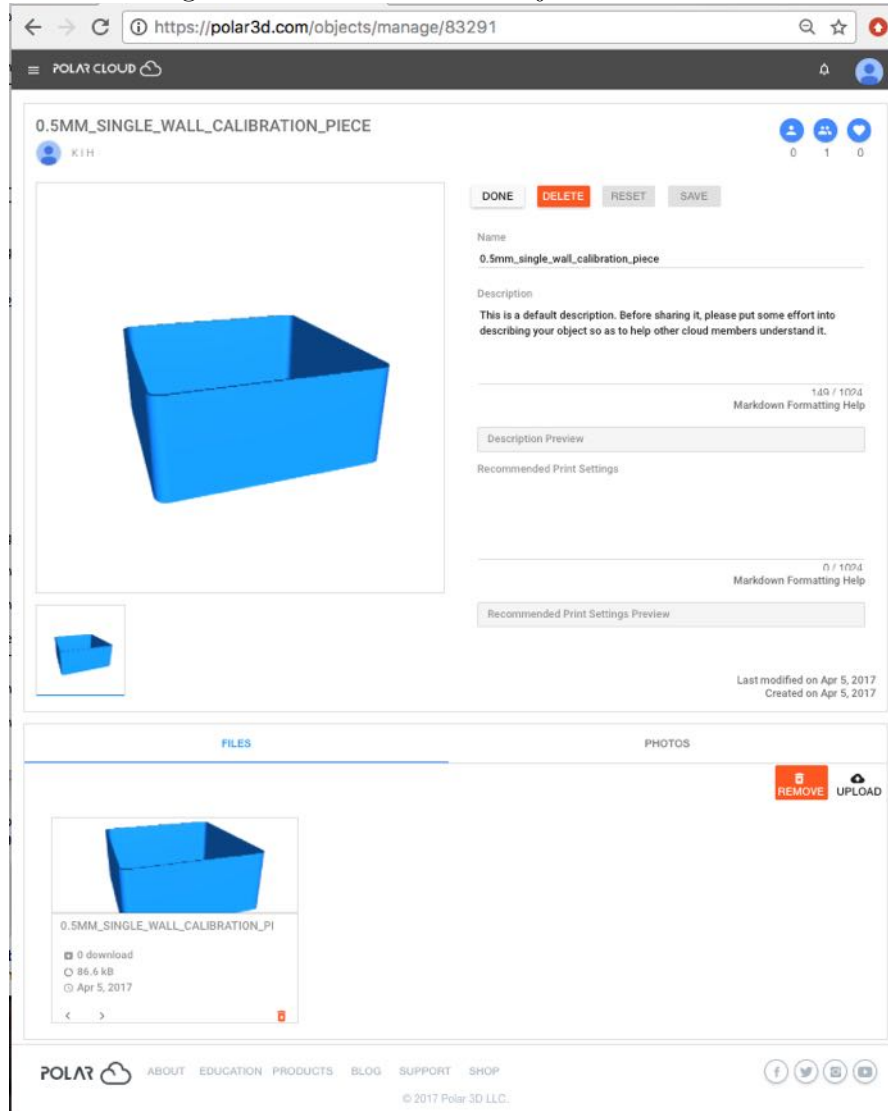 https://polar3d.com/objects/manage/83291
POLAR CLOUD
0.5MM_SINGLE_WALL_CALIBRATION_PIECE
KIH
0 1 0
DONE DELETE RESET SAVE
Name
0.5mm_single_wall_calibration_piece
Description
This is a default description. Before sharing it, please put some effort into
describing your object so as to help other cloud members understand it.
149 / 1024
Markdown Formatting Help
Description Preview
Recommended Print Settings
0 / 1024
Markdown Formatting Help
Recommended Print Settings Preview
Last modified on Apr 5, 2017
Created on Apr 5, 2017
FILES PHOTOS
REMOVE UPLOAD
0.5MM_SINGLE_WALL_CALIBRATION_PI
0 download
86.6 kB
Apr 5, 2017
POLAR ABOUT EDUCATION PRODUCTS BLOG SUPPORT SHOP
© 2017 Polar 3D LLC.